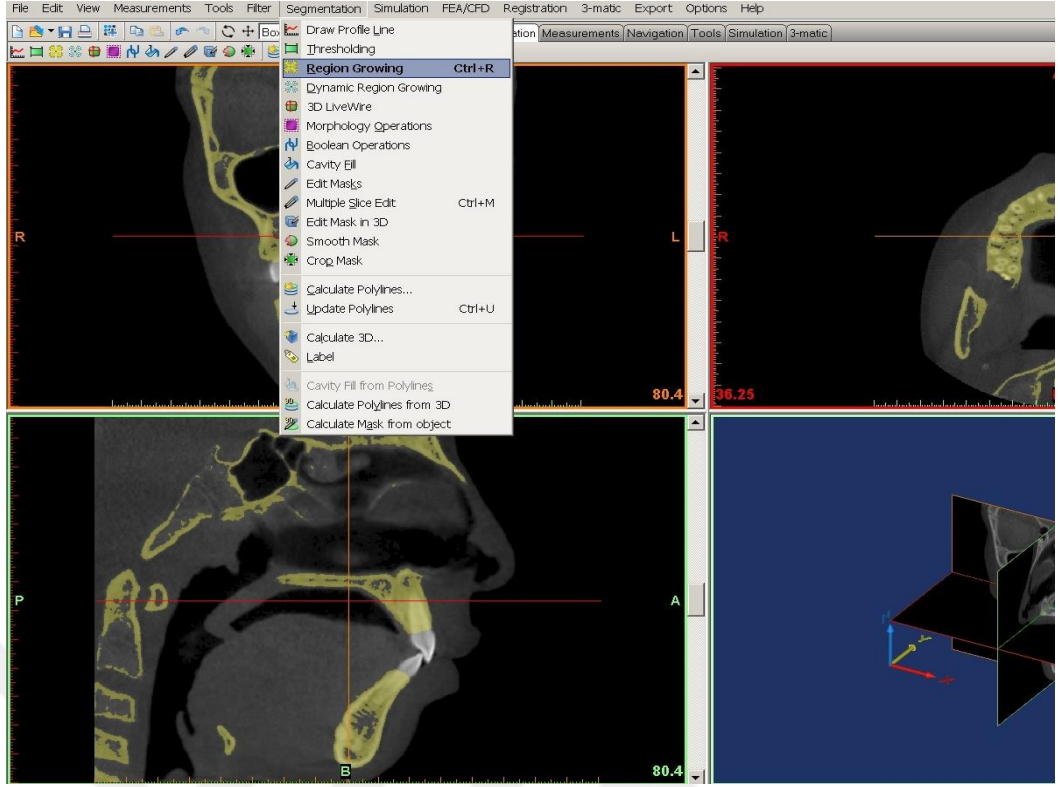 File Edit View Measurements Tools Filter Segmentation Simulation FEA/CFD Registration 3-matic Export Options Help
Measurements Navigation Tools Simulation 3-matic
Draw Profile Line
Thresholding
Region Growing Ctrl+R
Dynamic Region Growing
3D LiveWire
Morphology Operations
Boolean Operations
Cavity Fill
Edit Masks
Multiple Slice Edit Ctrl+M
Edit Mask in 3D
Smooth Mask
Crop Mask
Calculate Polylines...
Update Polylines Ctrl+U
Calculate 3D...
Label
Cavity Fill from Polylines
Calculate Polylines from 3D
Calculate Mask from object
R
L
80.4
R
36.25
P
A
B
80.4